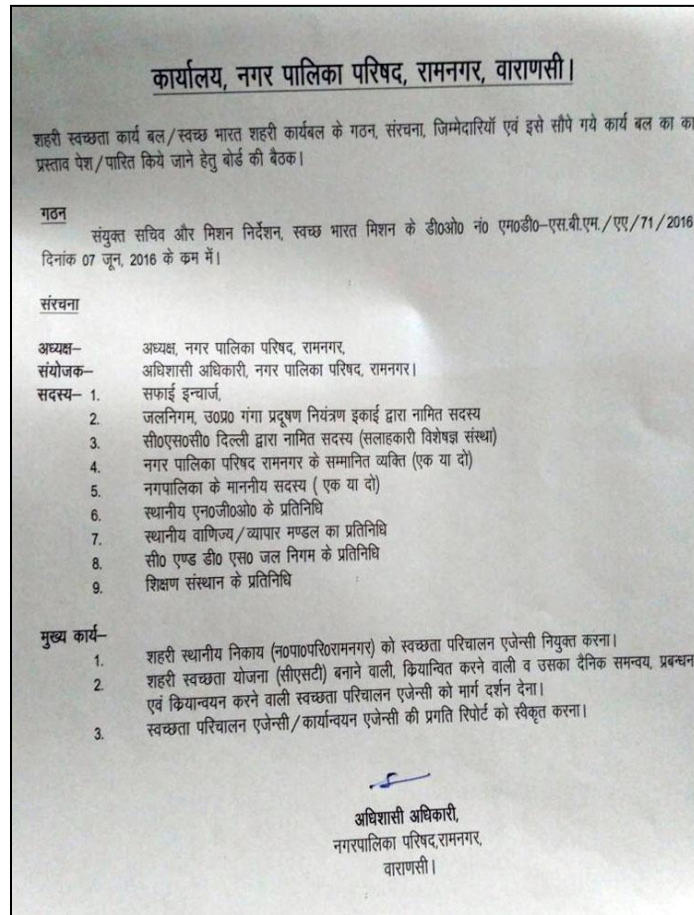 कार्यालय, नगर पालिका परिषद, रामनगर, वाराणसी।
शहरी स्वच्छता कार्य बल/स्वच्छ भारत शहरी कार्यबल के गठन, संरचना, जिम्मेदारियॉ एवं इसे सौपे गये कार्य बल का का
प्रस्ताव पेश/पारित किये जाने हेतु बोर्ड की बैठक।
गठन
संयुक्त सचिव और मिशन निर्देशन, स्वच्छ भारत मिशन के डी0ओ0 नं0 एम0डी0–एस.बी.एम./एए/71/2016
दिनांक 07 जून, 2016 के क्रम में।
संरचना
अध्यक्ष– अध्यक्ष, नगर पालिका परिषद, रामनगर,
संयोजक– अधिशासी अधिकारी, नगर पालिका परिषद, रामनगर।
सदस्य– 1. सफाई इन्चार्ज,
2. जलनिगम, उ0प्र0 गंगा प्रदूषण नियंत्रण इकाई द्वारा नामित सदस्य
3. सी0एस0सी0 दिल्ली द्वारा नामित सदस्य (सलाहकारी विशेषज्ञ संस्था)
4. नगर पालिका परिषद रामनगर के सम्मानित व्यक्ति (एक या दो)
5. नगपालिका के माननीय सदस्य ( एक या दो)
6. स्थानीय एन0जी0ओ0 के प्रतिनिधि
7. स्थानीय वाणिज्य/व्यापार मण्डल का प्रतिनिधि
8. सी0 एण्ड डी0 एस0 जल निगम के प्रतिनिधि
9. शिक्षण संस्थान के प्रतिनिधि
मुख्य कार्य–
1. शहरी स्थानीय निकाय (न0पा0परि0रामनगर) को स्वच्छता परिचालन एजेन्सी नियुक्त करना।
2. शहरी स्वच्छता योजना (सीएसटी) बनाने वाली, क्रियान्वित करने वाली व उसका दैनिक समन्वय, प्रबन्धन
एवं क्रियान्वयन करने वाली स्वच्छता परिचालन एजेन्सी को मार्ग दर्शन देना।
3. स्वच्छता परिचालन एजेन्सी/कार्यान्वयन एजेन्सी की प्रगति रिपोर्ट को स्वीकृत करना।
अधिशासी अधिकारी,
नगरपालिका परिषद,रामनगर,
वाराणसी।